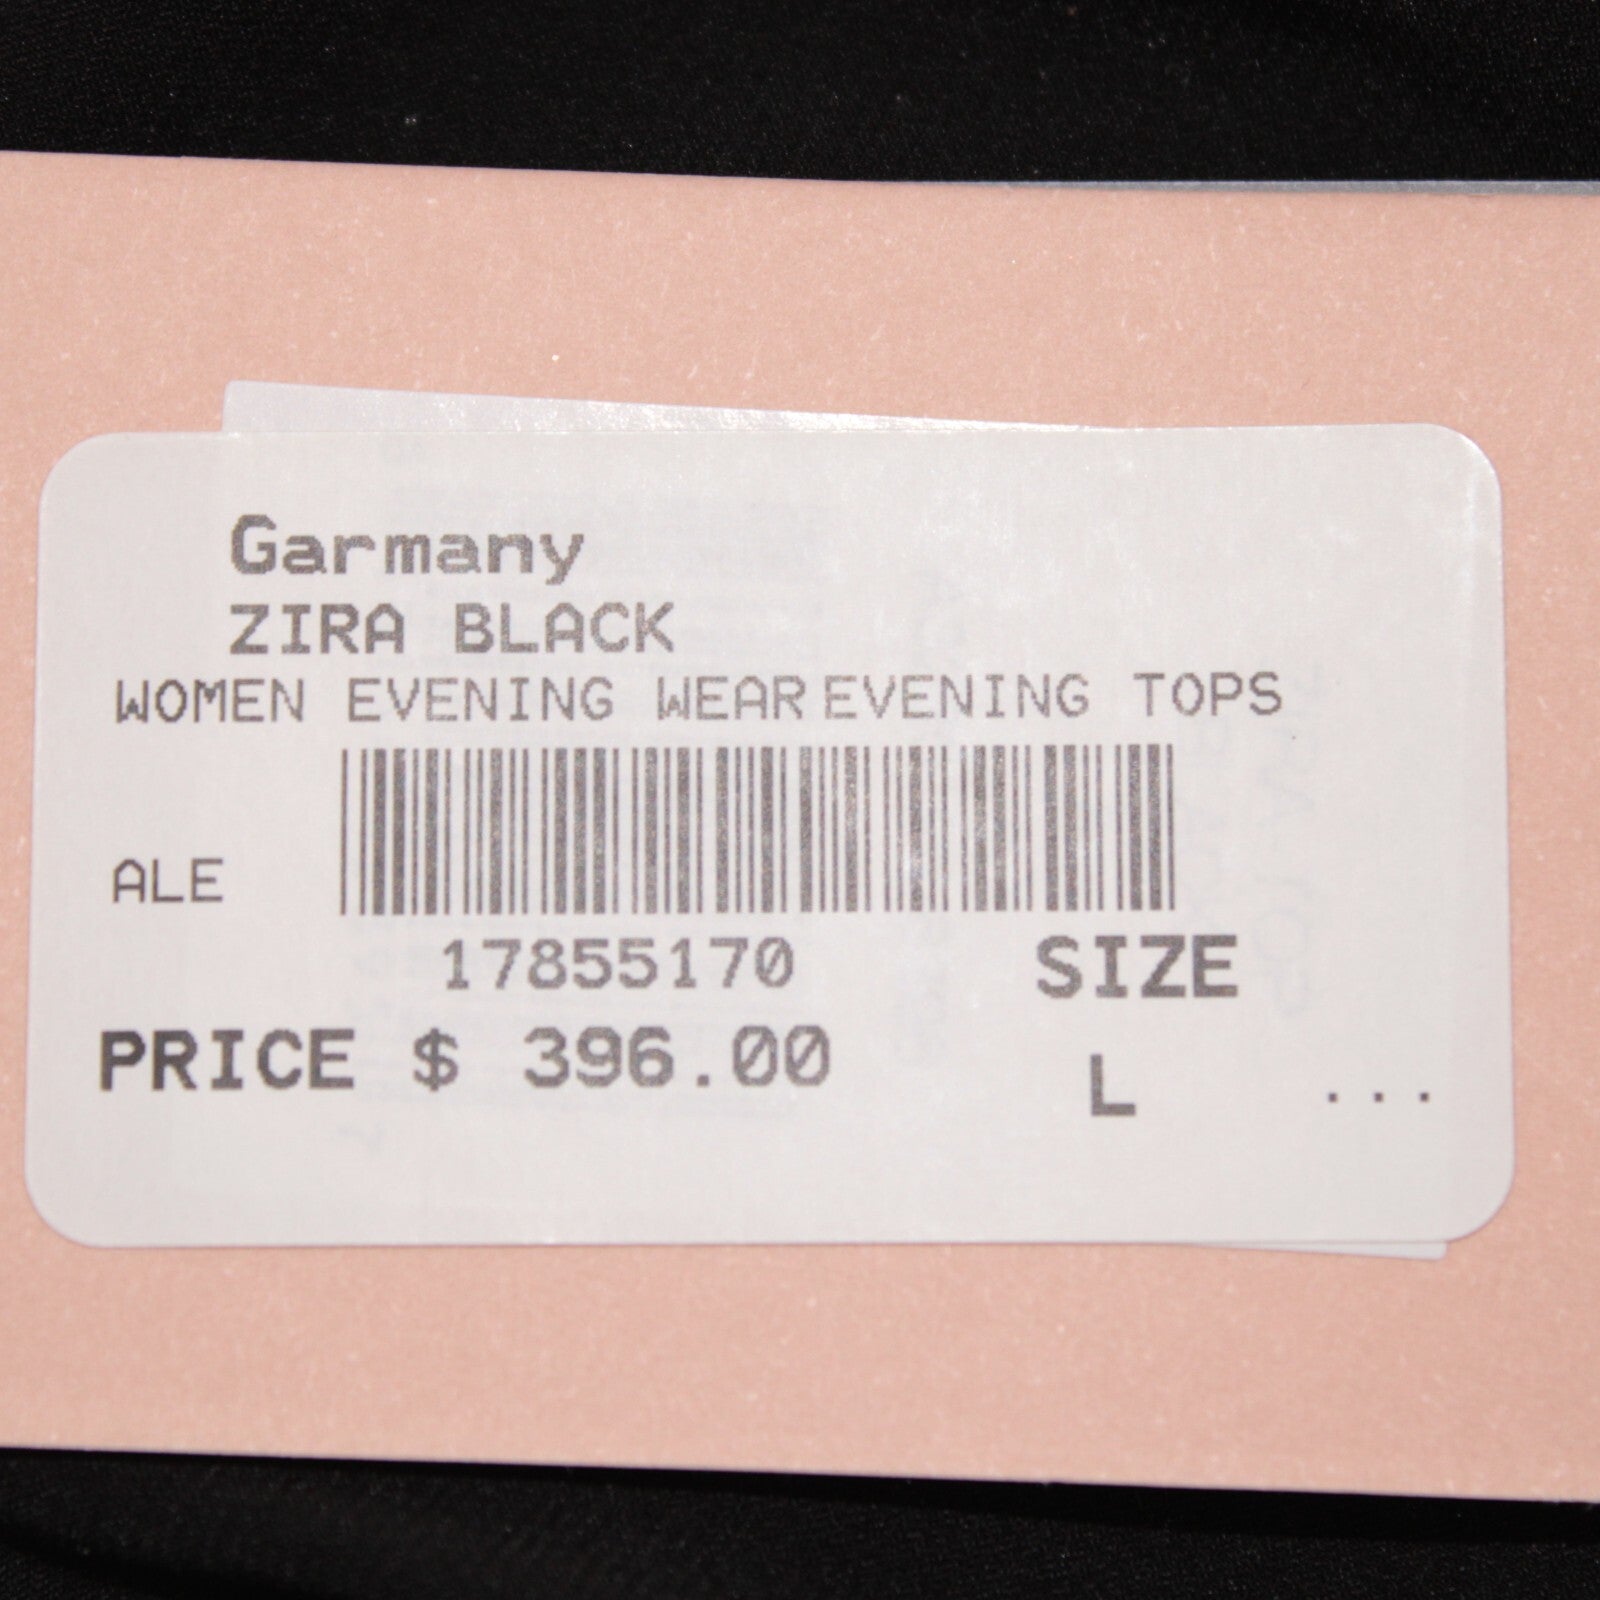 Garmany
ZIRA BLACK
WOMEN EVENING WEAR EVENING TOPS
ALE
17855170
SIZE
PRICE $ 396.00
L ...